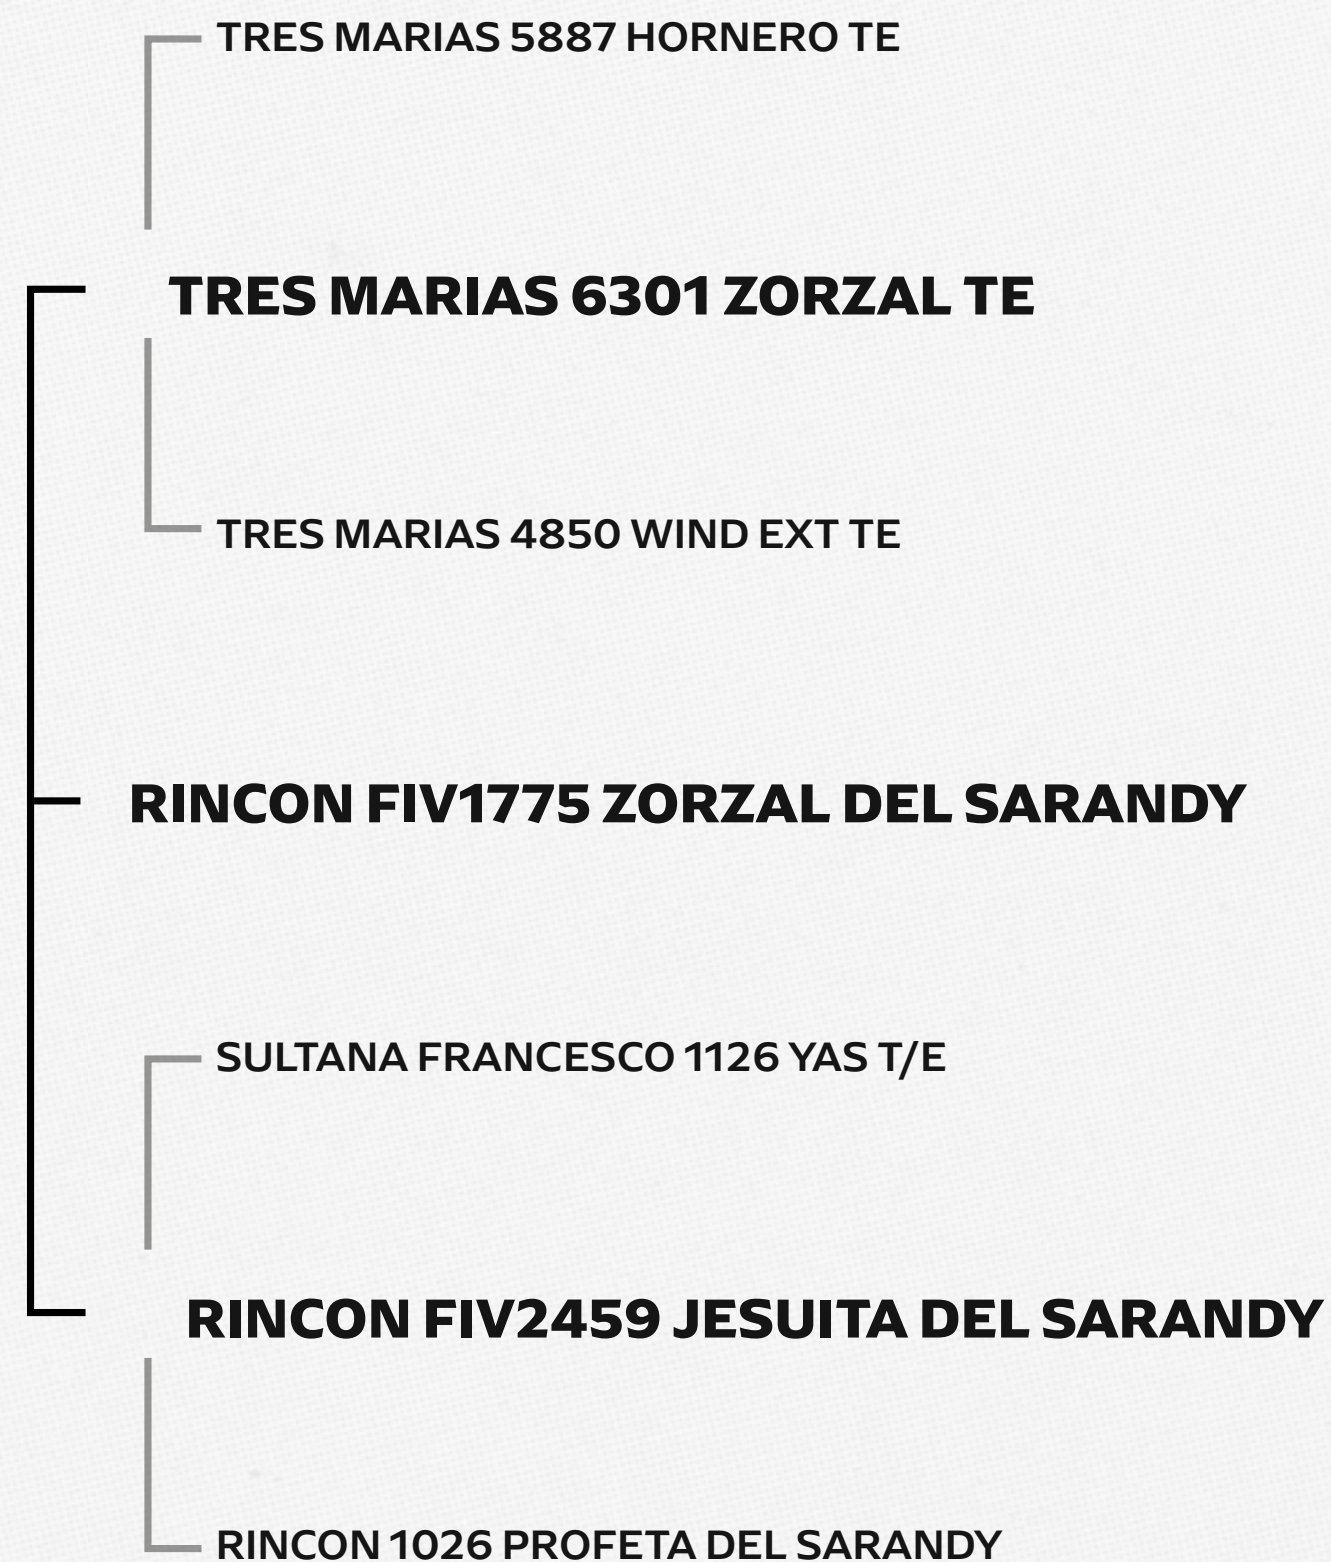 TRES MARIAS 5887 HORNERO TE
TRES MARIAS 6301 ZORZAL TE
TRES MARIAS 4850 WIND EXT TE
RINCON FIV1775 ZORZAL DEL SARANDY
SULTANA FRANCESCO 1126 YAS T/E
RINCON FIV2459 JESUITA DEL SARANDY
RINCON 1026 PROFETA DEL SARANDY